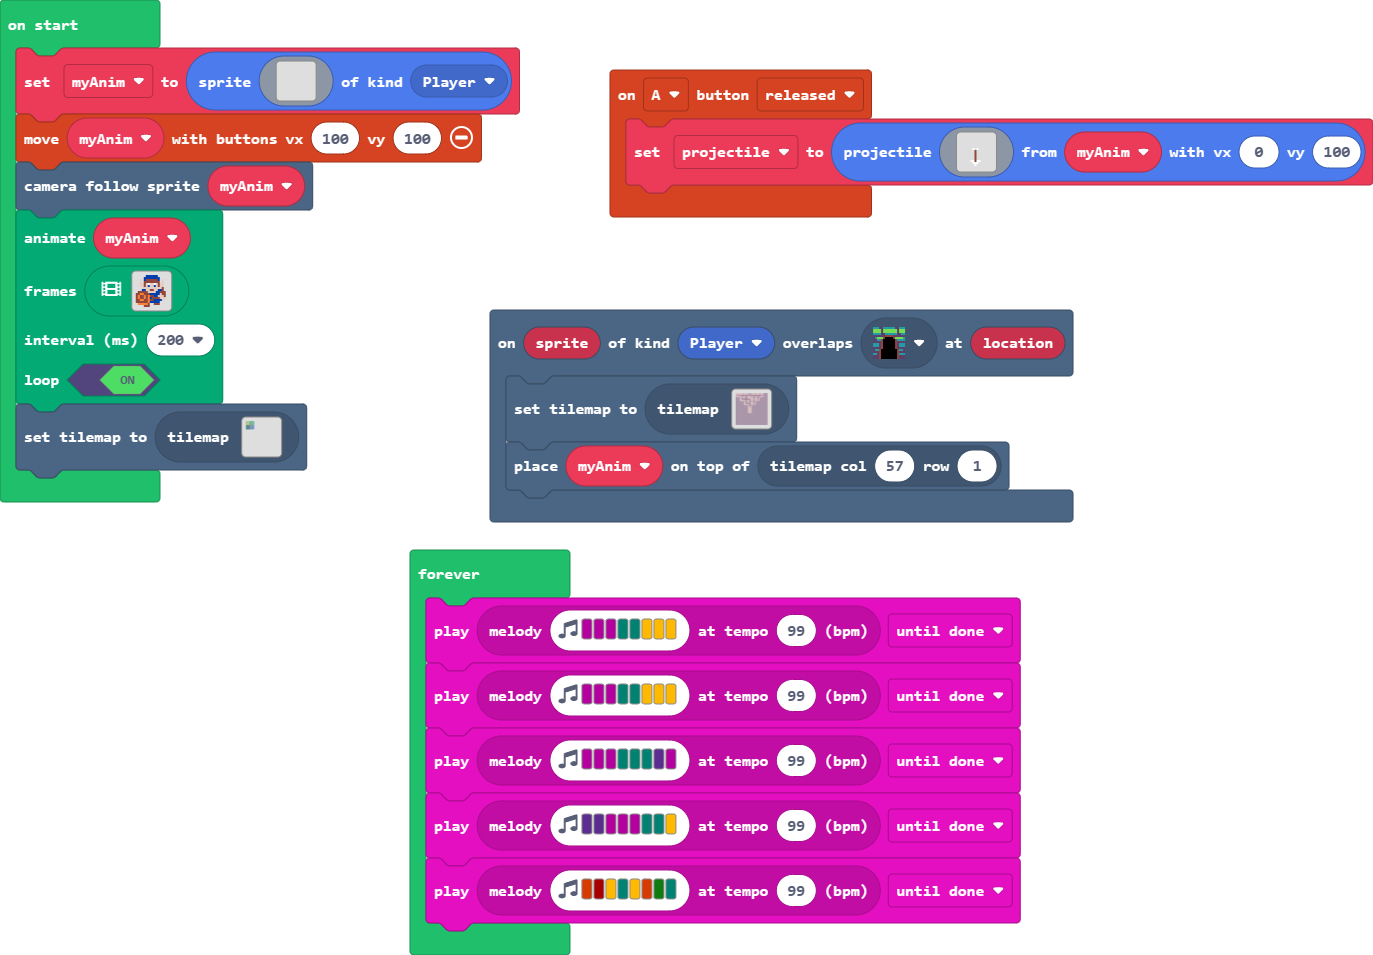 on start
set myAnim to sprite of kind Player
move myAnim with buttons vx 100 vy 100
camera follow sprite myAnim
animate myAnim
frames
interval (ms) 200
loop ON
set tilemap to tilemap
on A button released
set projectile to projectile from myAnim with vx 0 vy 100
on sprite of kind Player overlaps at location
set tilemap to tilemap
place myAnim on top of tilemap col 57 row 1
forever
play melody at tempo 99 (bpm) until done
play melody at tempo 99 (bpm) until done
play melody at tempo 99 (bpm) until done
play melody at tempo 99 (bpm) until done
play melody at tempo 99 (bpm) until done